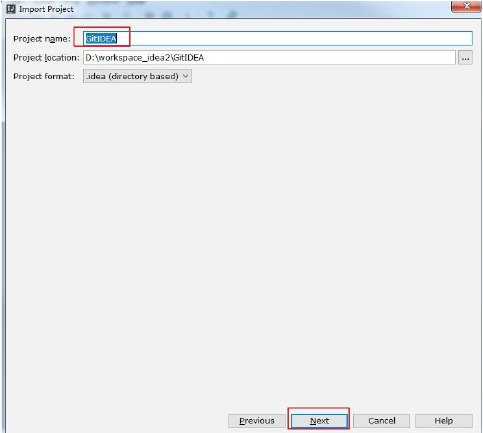 Import Project
Project name: GitIDEA
Project location: D:\workspace_idea2\GitIDEA ...
Project format: .idea (directory based)
Previous Next Cancel Help